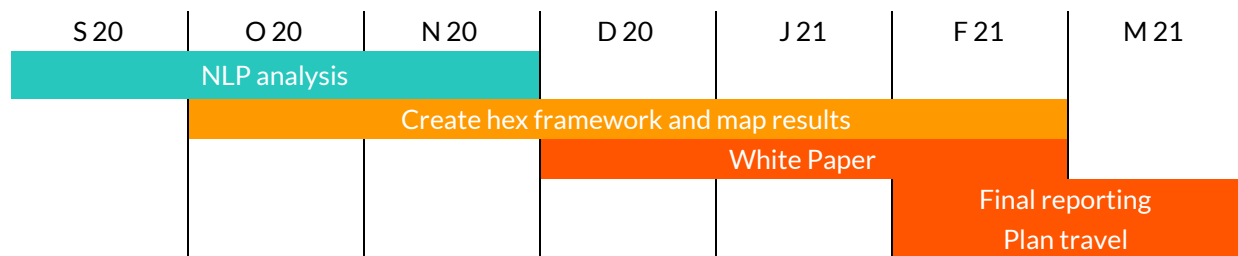 S 20 O 20 N 20 D 20 J 21 F 21 M 21
NLP analysis
Create hex framework and map results
White Paper
Final reporting
Plan travel